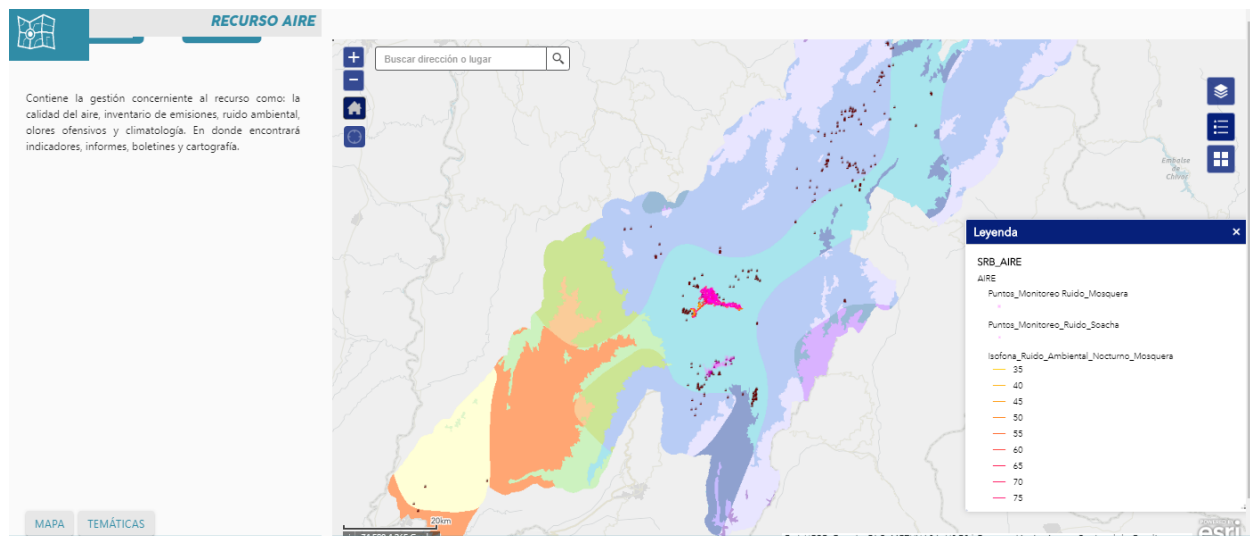 RECURSO AIRE
Contiene la gestión concerniente al recurso como: la
calidad del aire, inventario de emisiones, ruido ambiental,
olores ofensivos y climatología. En donde encontrará
indicadores, informes, boletines y cartografía.
MAPA TEMÁTICAS
Buscar dirección o lugar
Embalse
de
Chivor
Leyenda
SRB_AIRE
AIRE
Puntos_Monitoreo Ruido_Mosquera
Puntos_Monitoreo_Ruido_Soacha
Isofona_Ruido_Ambiental_Nocturno_Mosquera
35
40
45
50
55
60
65
70
75
20km
esri